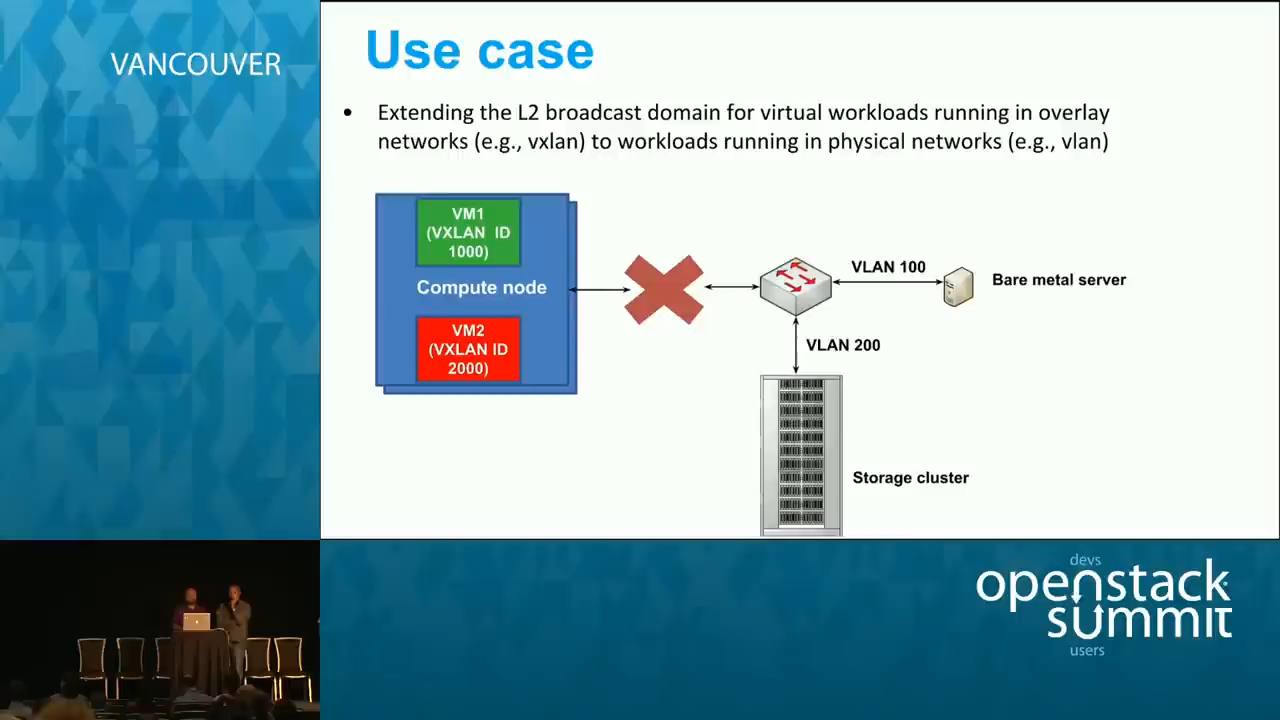 VANCOUVER
Use case
• Extending the L2 broadcast domain for virtual workloads running in overlay
networks (e.g., vxlan) to workloads running in physical networks (e.g., vlan)
VM1
(VXLAN ID
1000)
Compute node
VM2
(VXLAN ID
2000)
VLAN 100
Bare metal server
VLAN 200
Storage cluster
devs
openstack
summit
users